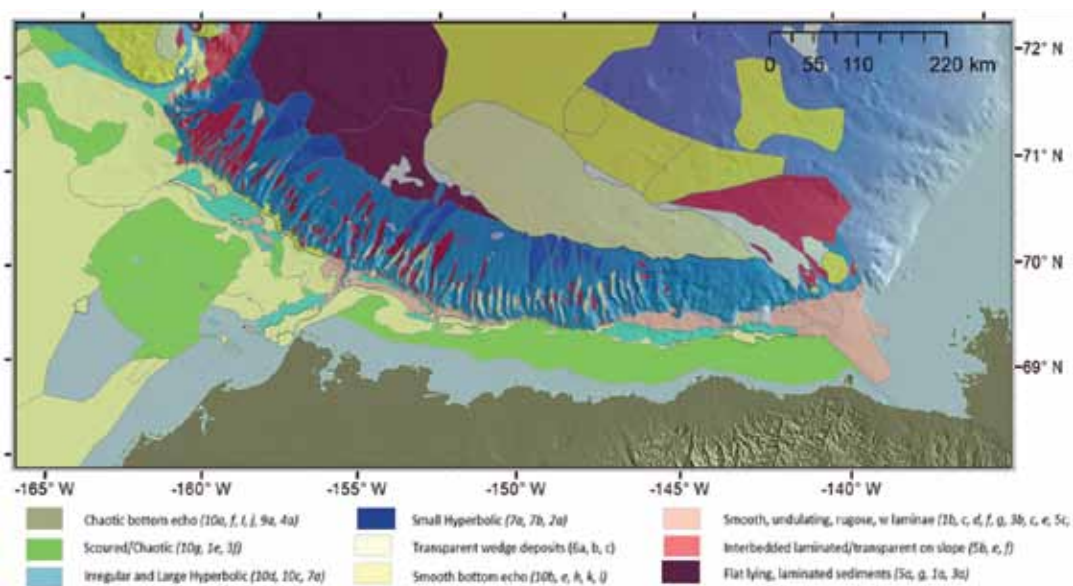 72° N
0 55 110 220 km
71° N
70° N
69° N
-165° W -160° W -155° W -150° W -145° W -140° W
Chaotic bottom echo (10a, f, I, j, 9a, 4a)
Small Hyperbolic (7a, 7b, 2a)
Smooth, undulating, rugose, w laminae (1b, c, d, f, g, 3b, c, e, 5c,
Scoured/Chaotic (10g, 1e, 3f)
Transparent wedge deposits (6a, b, c)
Interbedded laminated/transparent on slope (5b, e, f)
Irregular and Large Hyperbolic (10d, 10c, 7a)
Smooth bottom echo (10b, e, h, k, i)
Flat lying, laminated sediments (5a, g, 1a, 3a)